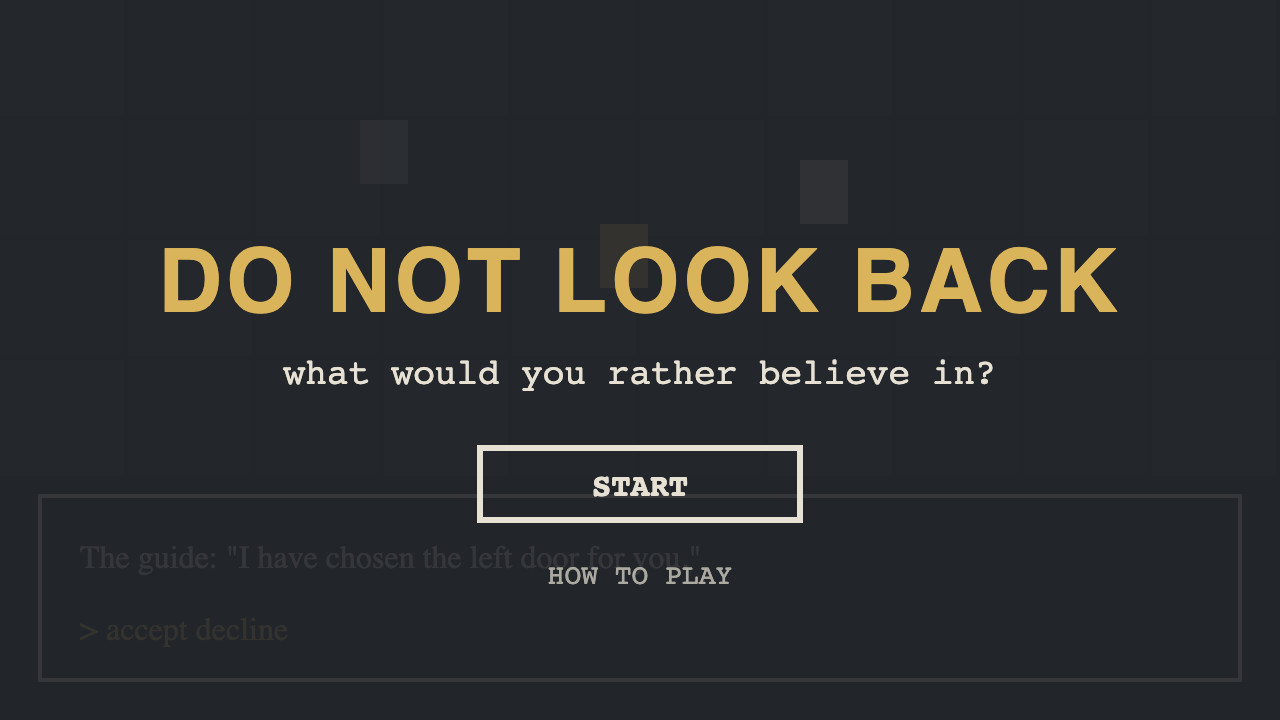 DO NOT LOOK BACK
what would you rather believe in?
START
The guide: "I have chosen the left door for you."
HOW TO PLAY
> accept decline